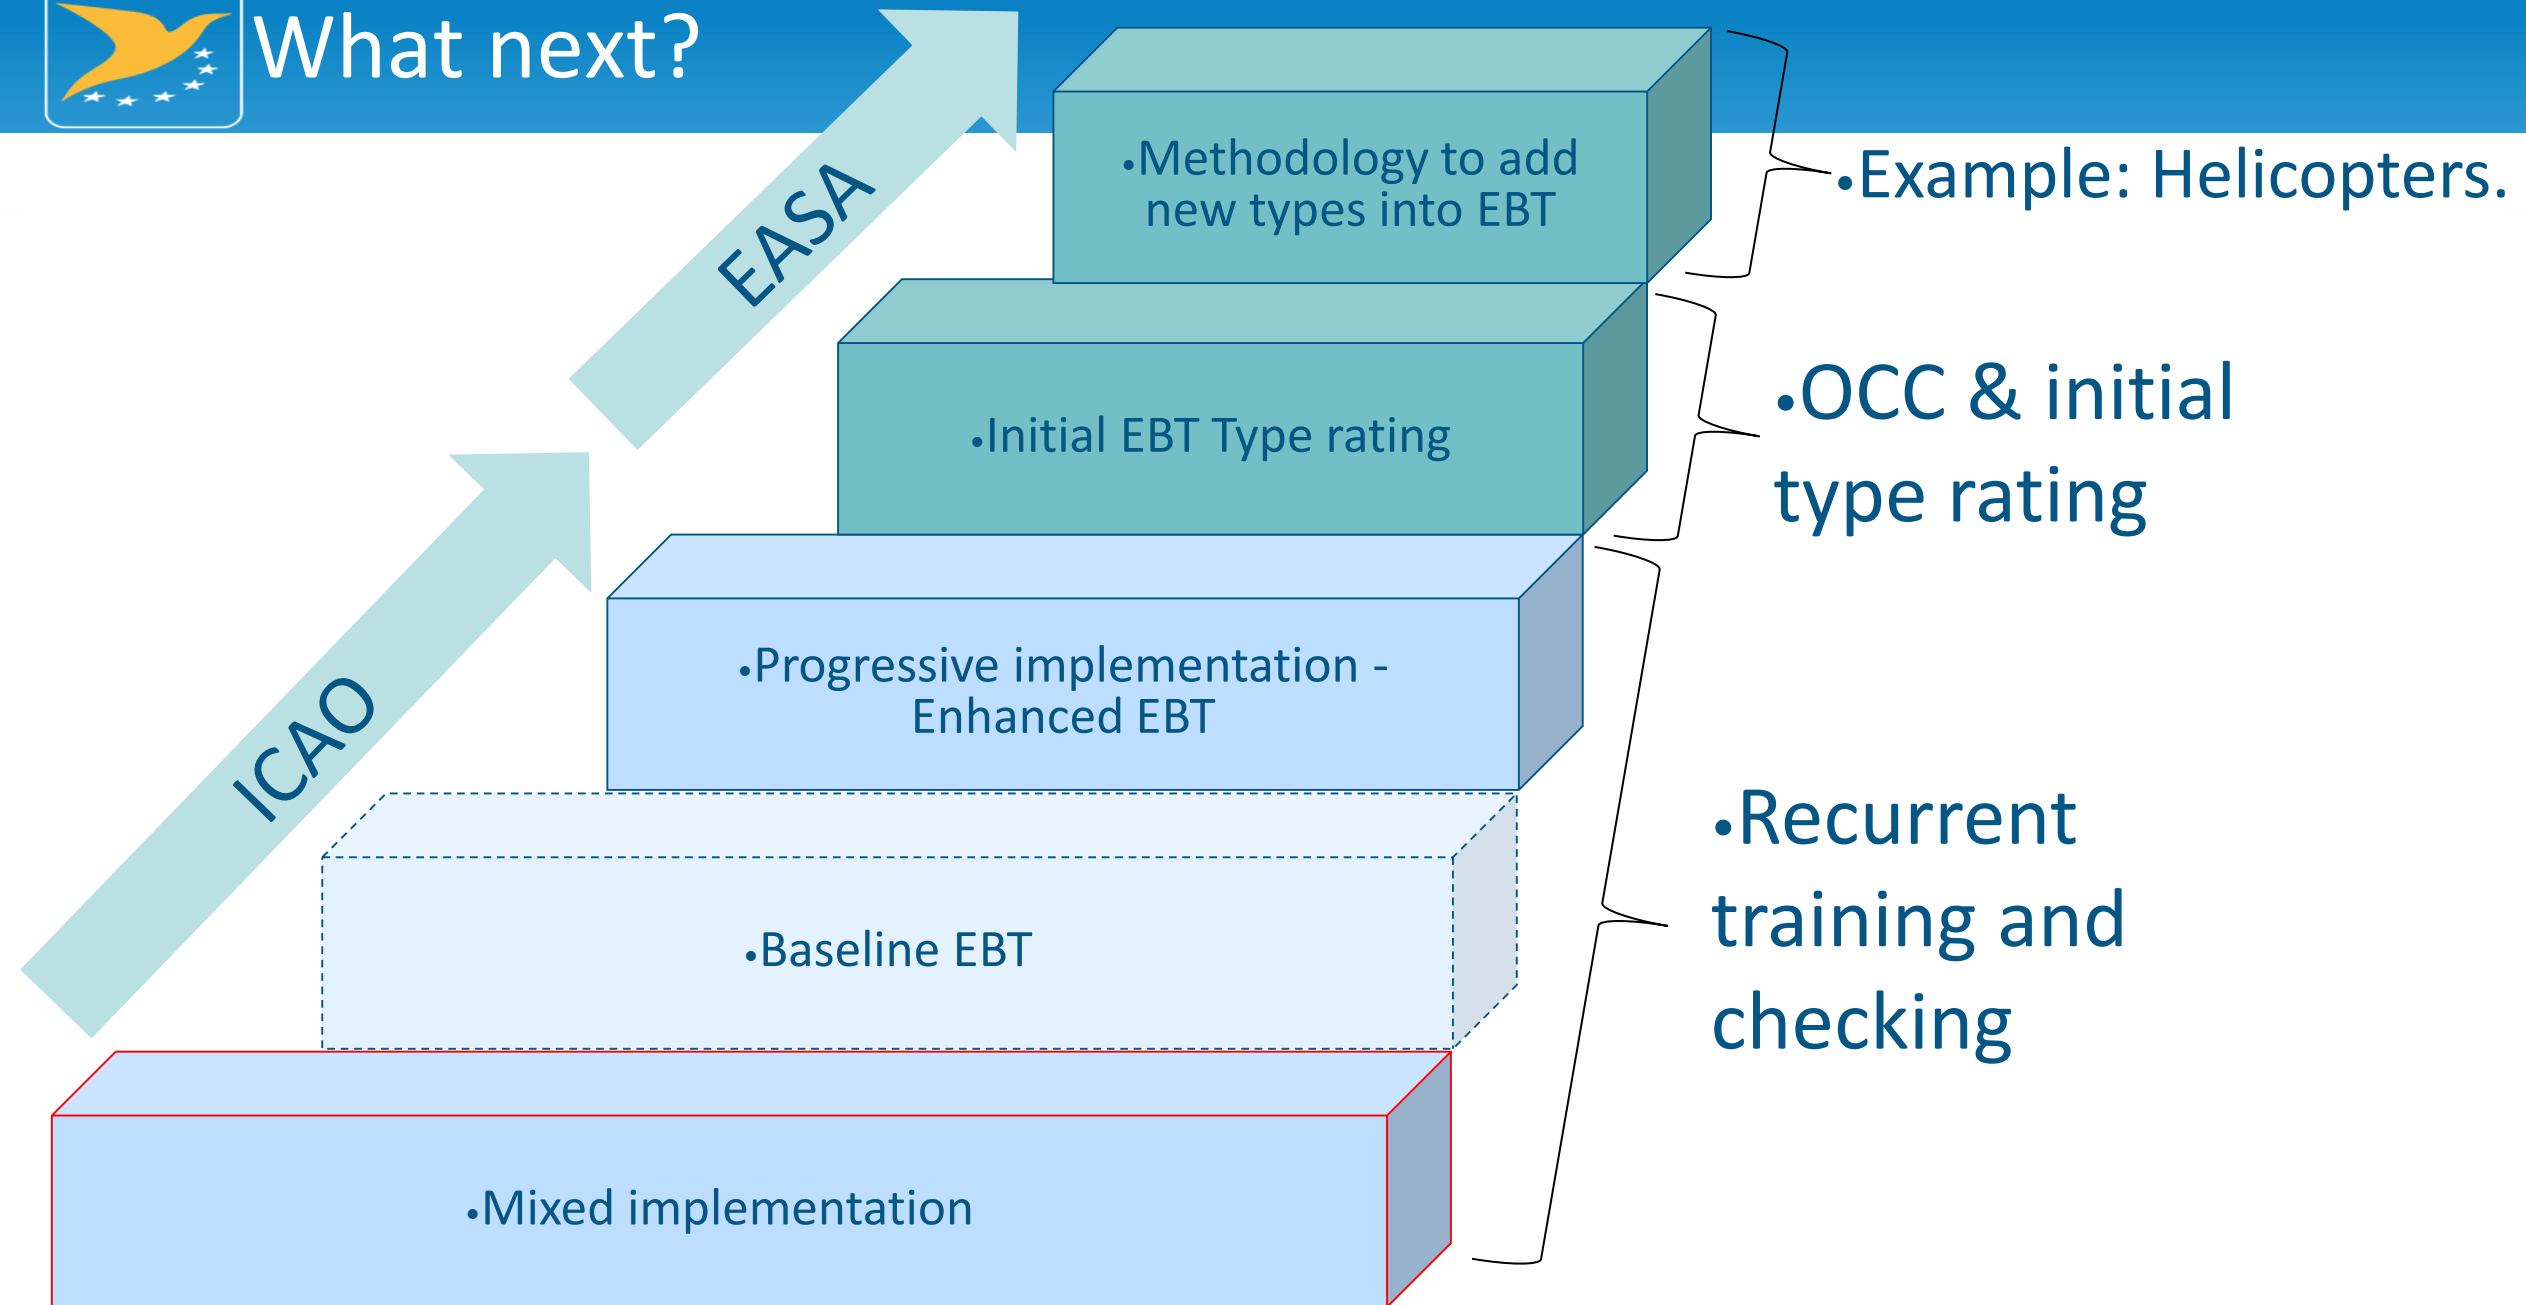 What next?
EASA
ICAO
•Methodology to add
new types into EBT
•Example: Helicopters.
•Initial EBT Type rating
•OCC & initial
type rating
•Progressive implementation -
Enhanced EBT
•Baseline EBT
•Recurrent
training and
checking
•Mixed implementation